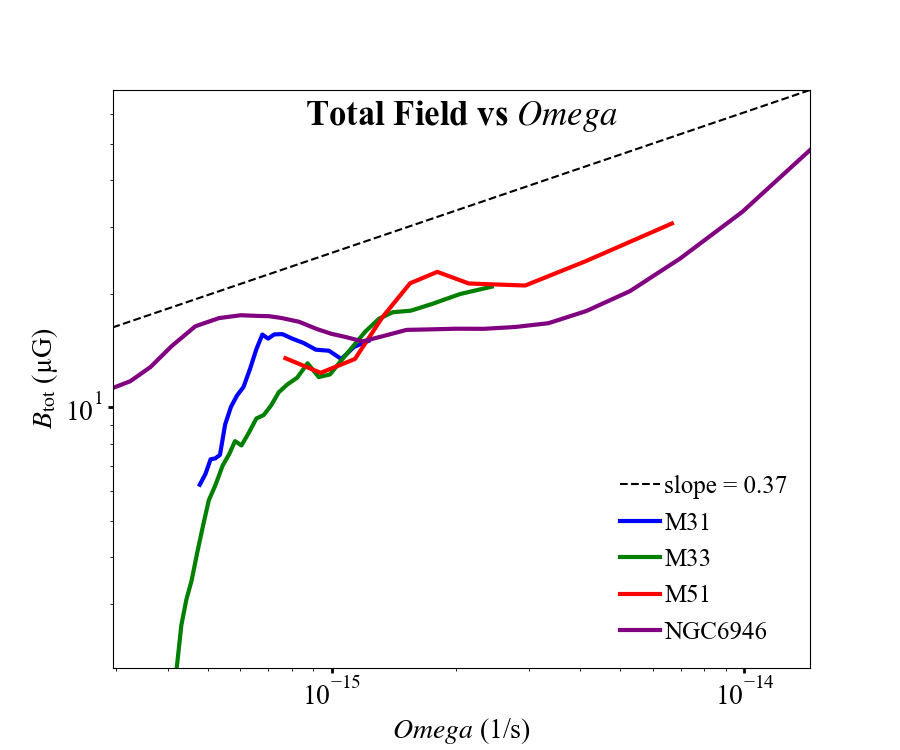 Total Field vs Omega
B_tot (μG)
10^1
slope = 0.37
M31
M33
M51
NGC6946
10^−15
10^−14
Omega (1/s)